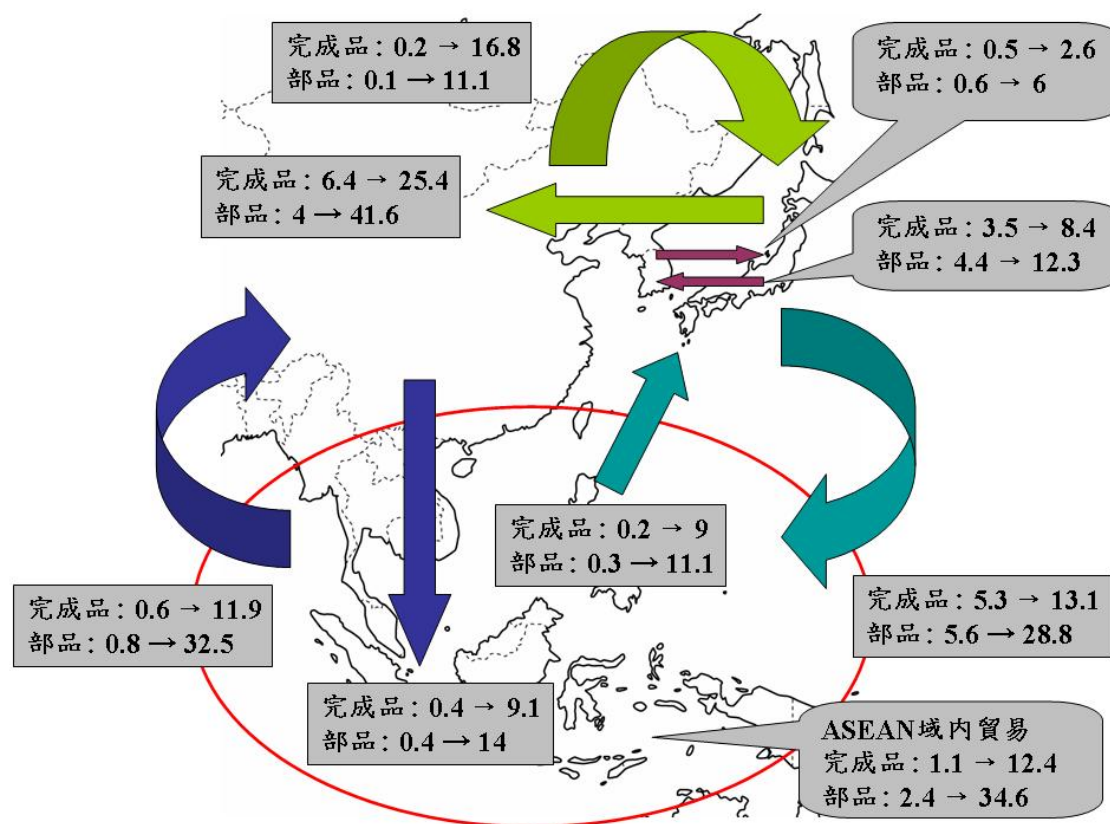 完成品: 0.2 → 16.8
部品: 0.1 → 11.1
完成品: 0.5 → 2.6
部品: 0.6 → 6
完成品: 6.4 → 25.4
部品: 4 → 41.6
完成品: 3.5 → 8.4
部品: 4.4 → 12.3
完成品: 0.2 → 9
部品: 0.3 → 11.1
完成品: 0.6 → 11.9
部品: 0.8 → 32.5
完成品: 5.3 → 13.1
部品: 5.6 → 28.8
完成品: 0.4 → 9.1
部品: 0.4 → 14
ASEAN域内貿易
完成品: 1.1 → 12.4
部品: 2.4 → 34.6